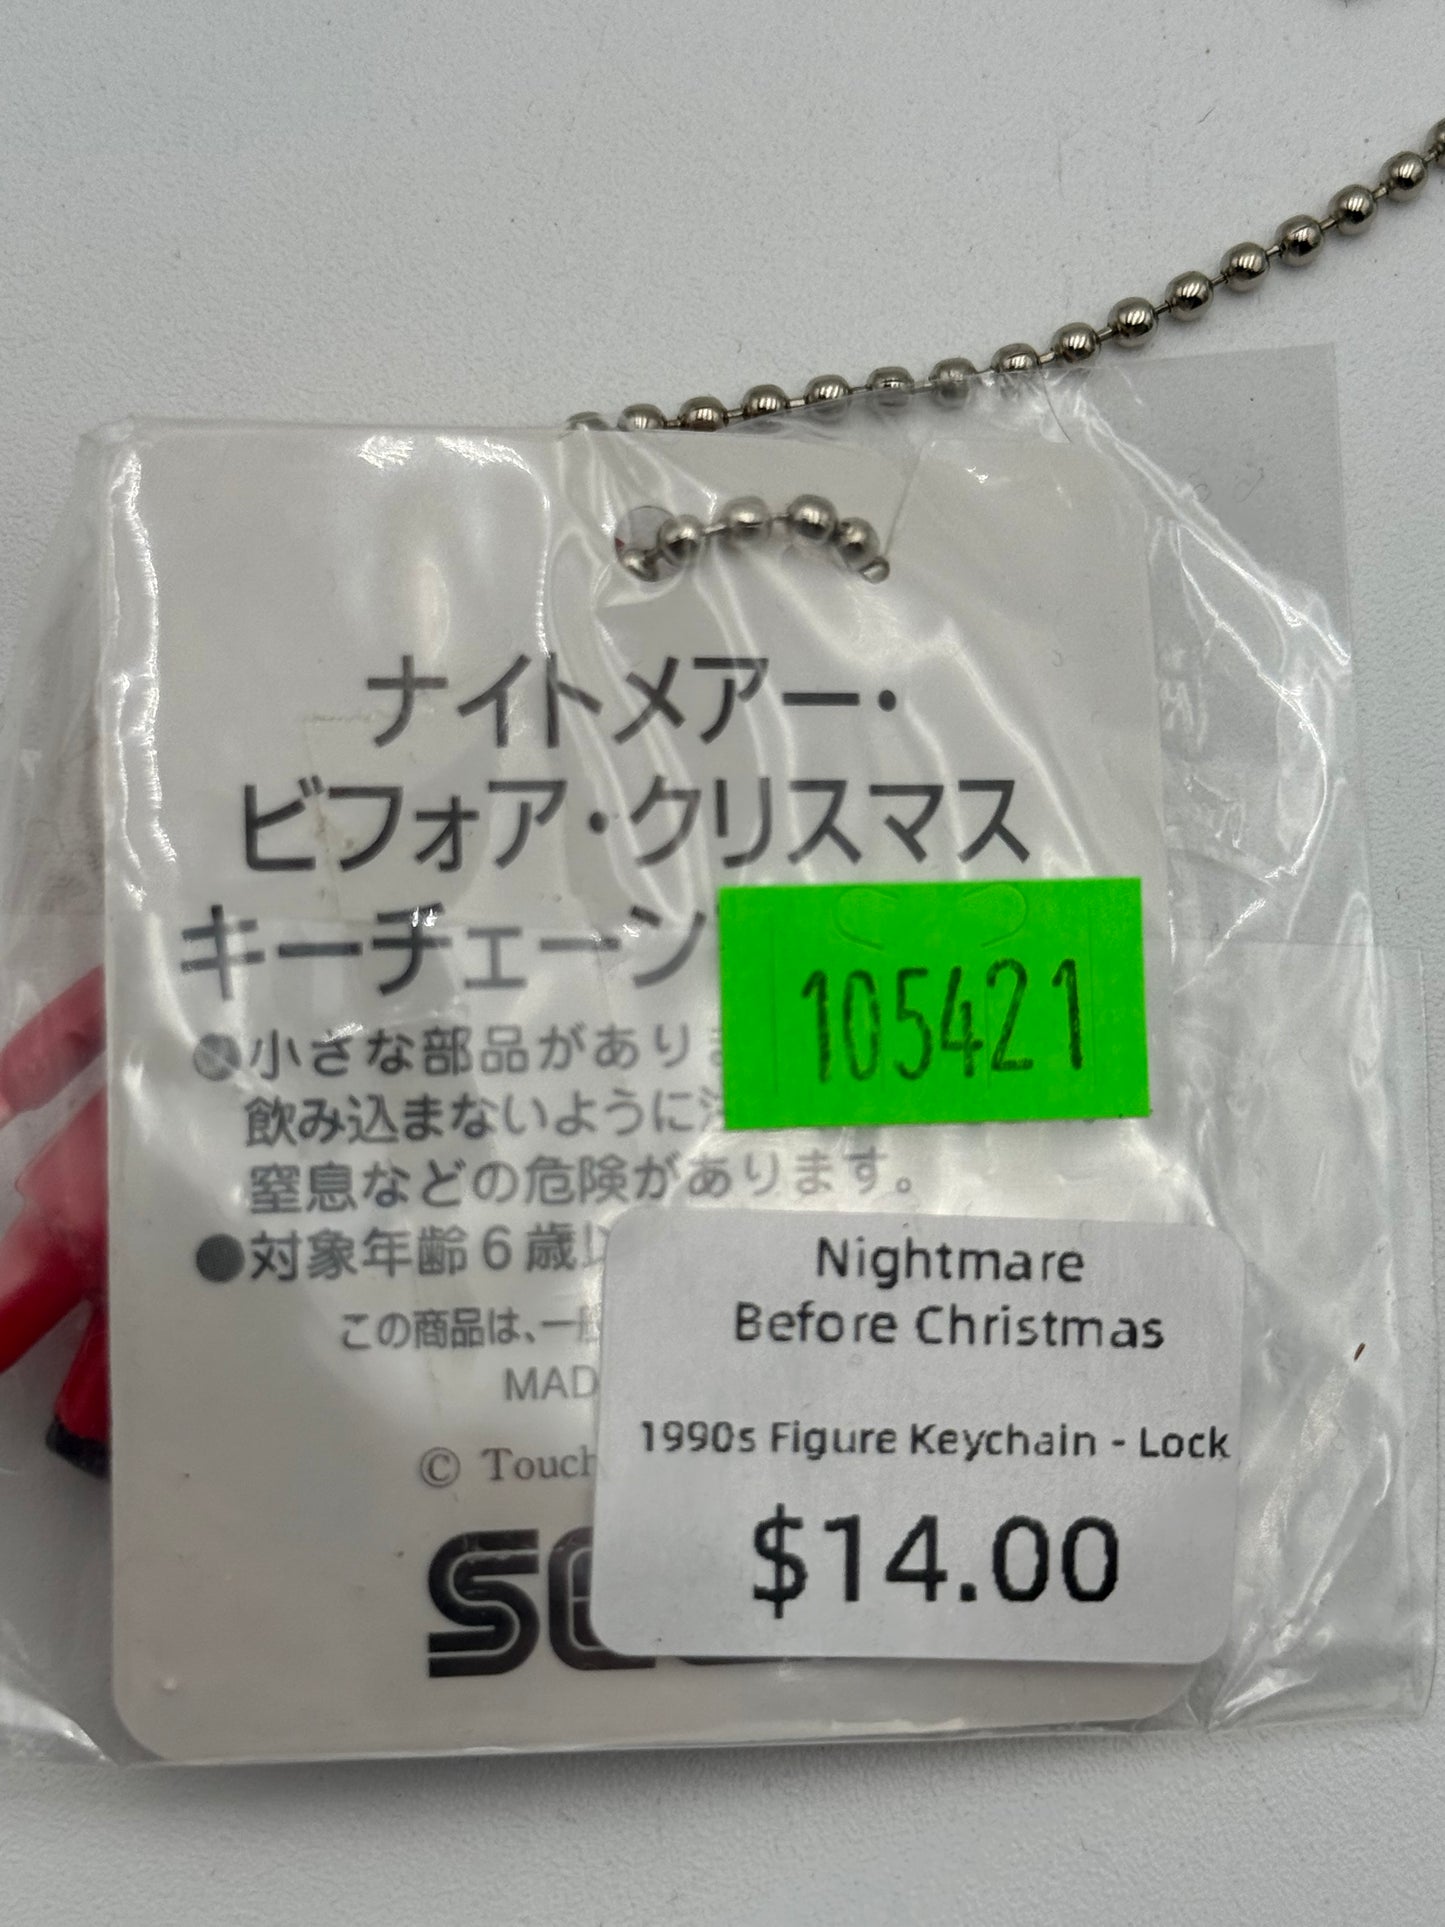 ナイトメアー・
ビフォア・クリスマス
キーチェーン
105421
●小さな部品があり
飲み込まないように
窒息などの危険があります。
●対象年齢6歳
この商品は、一
Nightmare
Before Christmas
1990s Figure Keychain - Lock
$14.00
MAD
© Touch